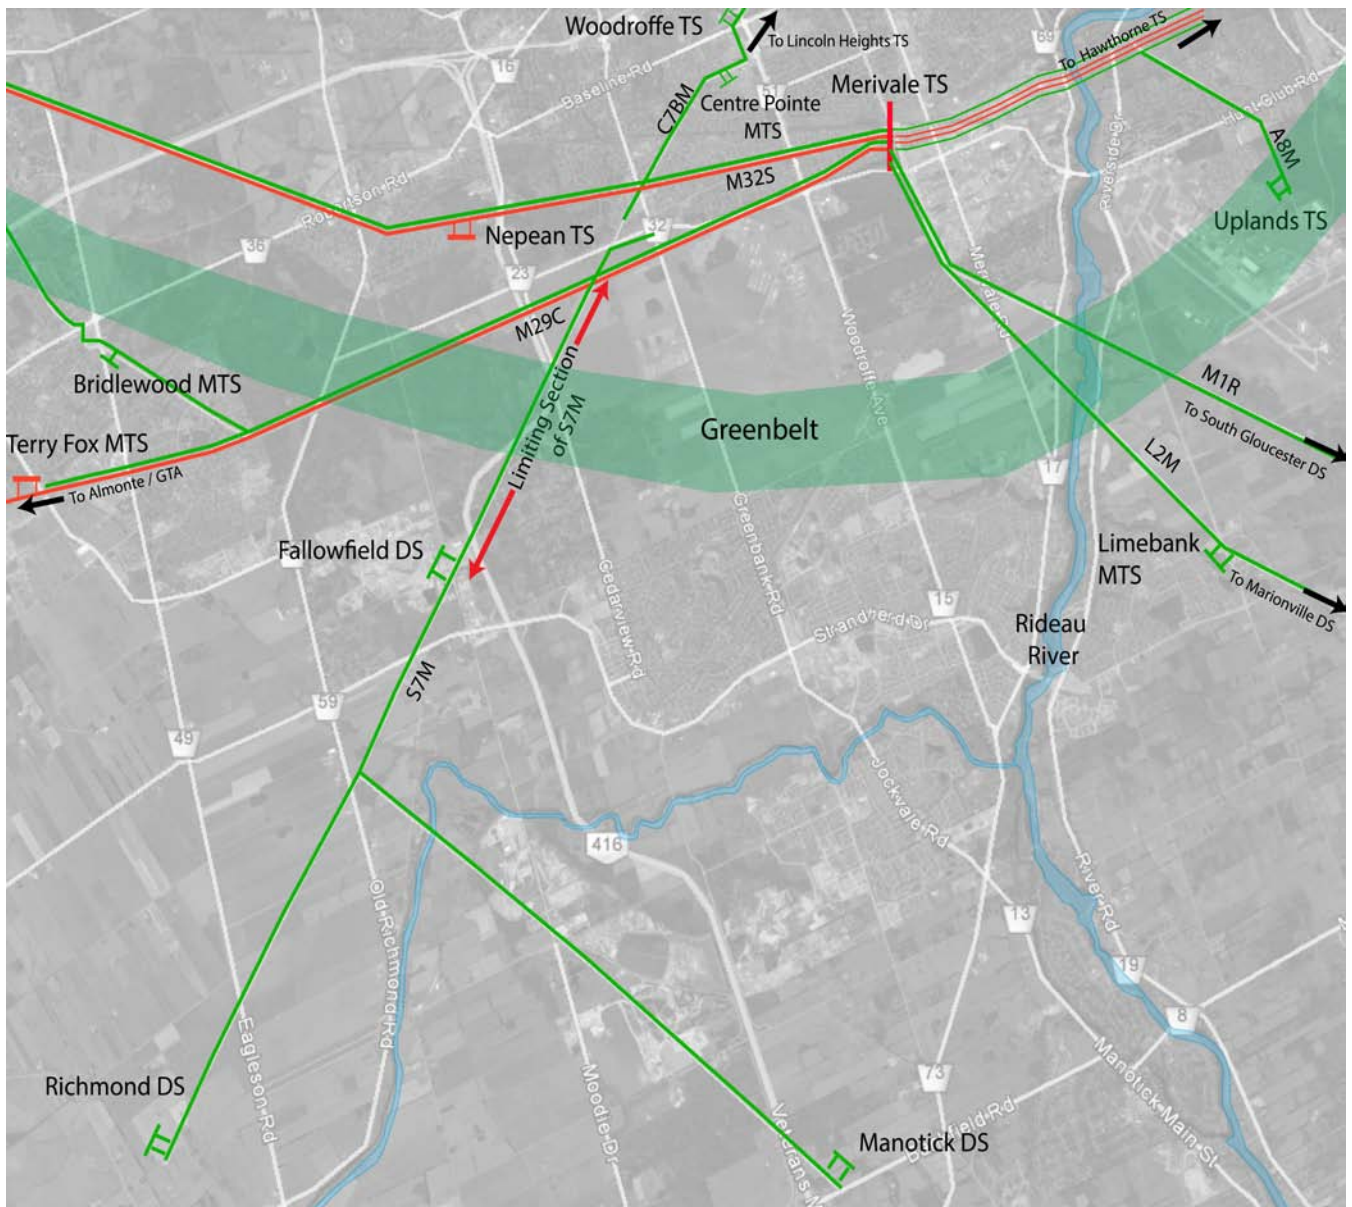 Woodroffe TS
To Lincoln Heights TS
To Hawthorne TS
69
16
Baseline Rd
51
Merivale TS
C7BM
Centre Pointe
MTS
Hunt Club Rd
A8M
Riverside Dr
M32S
Robertson Rd
Uplands TS
32
Nepean TS
36
23
Merivale Rd
M29C
Woodroffe Ave
Bridlewood MTS
Limiting Section
of S7M
M1R
To South Gloucester DS
Greenbelt
Terry Fox MTS
L2M
17
To Almonte / GTA
Greenbank Rd
Fallowfield DS
Limebank
MTS
To Marionville DS
Cedarview Rd
15
Strandherd Dr
Rideau
River
S7M
59
49
Jockvale Rd
416
River Rd
13
Old Richmond Rd
19
8
Eagleson Rd
Manotick Main St
73
Richmond DS
Moodie Dr
Manotick DS